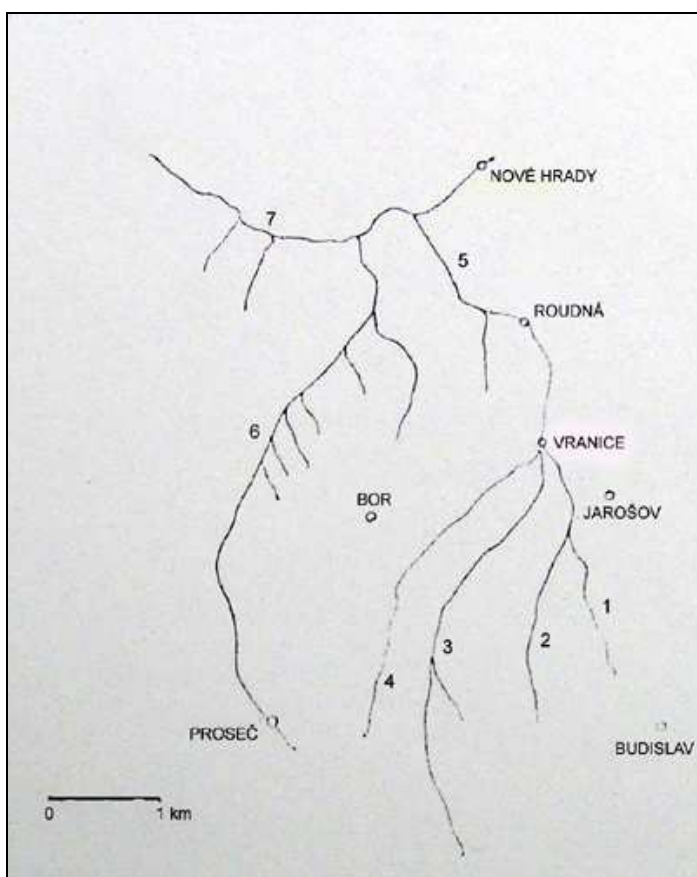 NOVÉ HRADY
7
5
ROUDNÁ
6
VRANICE
BOR
JAROŠOV
1
2
3
4
PROSEČ
BUDISLAV
0 1 km